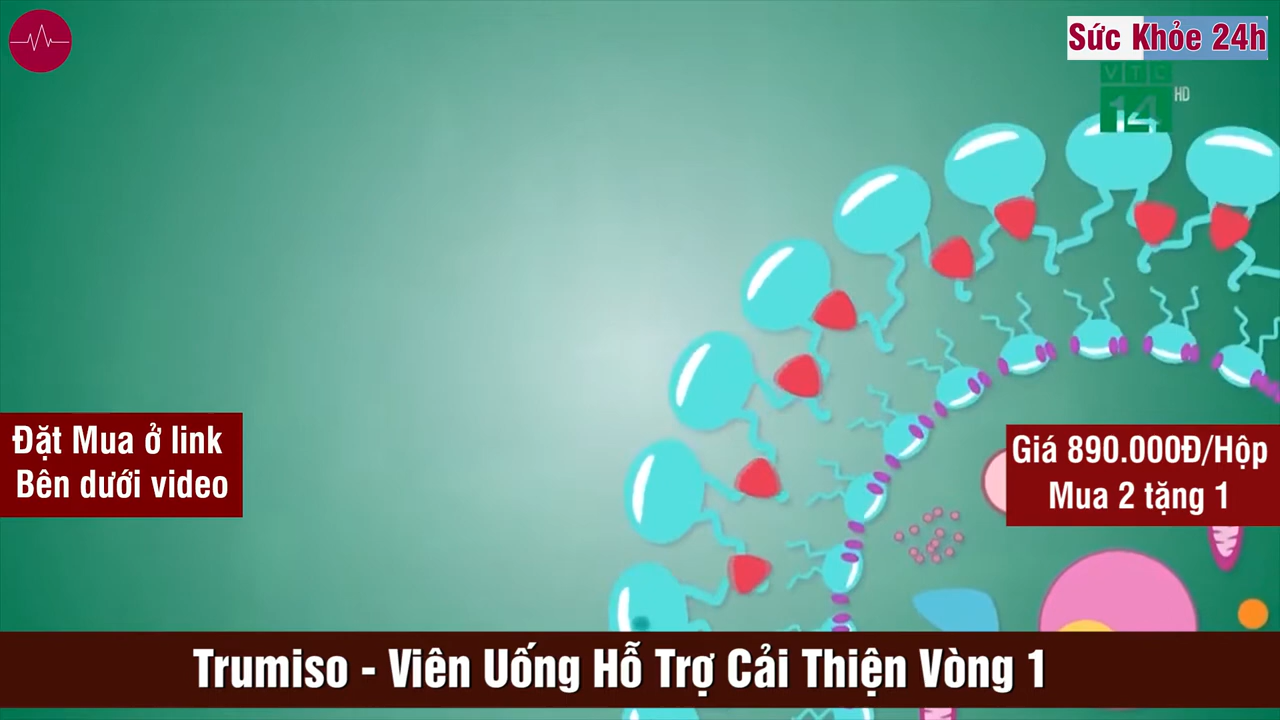 Sức Khỏe 24h
VTC
14
HD
Đặt Mua ở link
Bên dưới video
Giá 890.000Đ/Hộp
Mua 2 tặng 1
Trumiso - Viên Uống Hỗ Trợ Cải Thiện Vòng 1